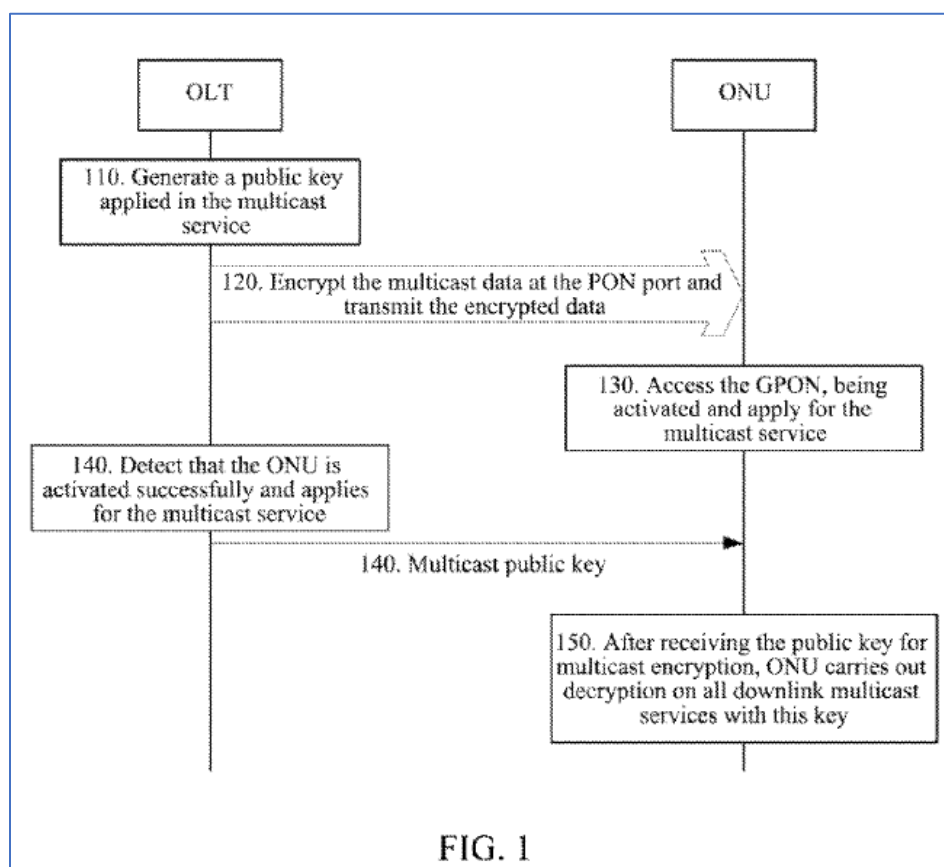 OLT
ONU
110. Generate a public key
applied in the multicast
service
120. Encrypt the multicast data at the PON port and
transmit the encrypted data
130. Access the GPON, being
activated and apply for the
multicast service
140. Detect that the ONU is
activated successfully and applies
for the multicast service
140. Multicast public key
150. After receiving the public key for
multicast encryption, ONU carries out
decryption on all downlink multicast
services with this key
FIG. 1